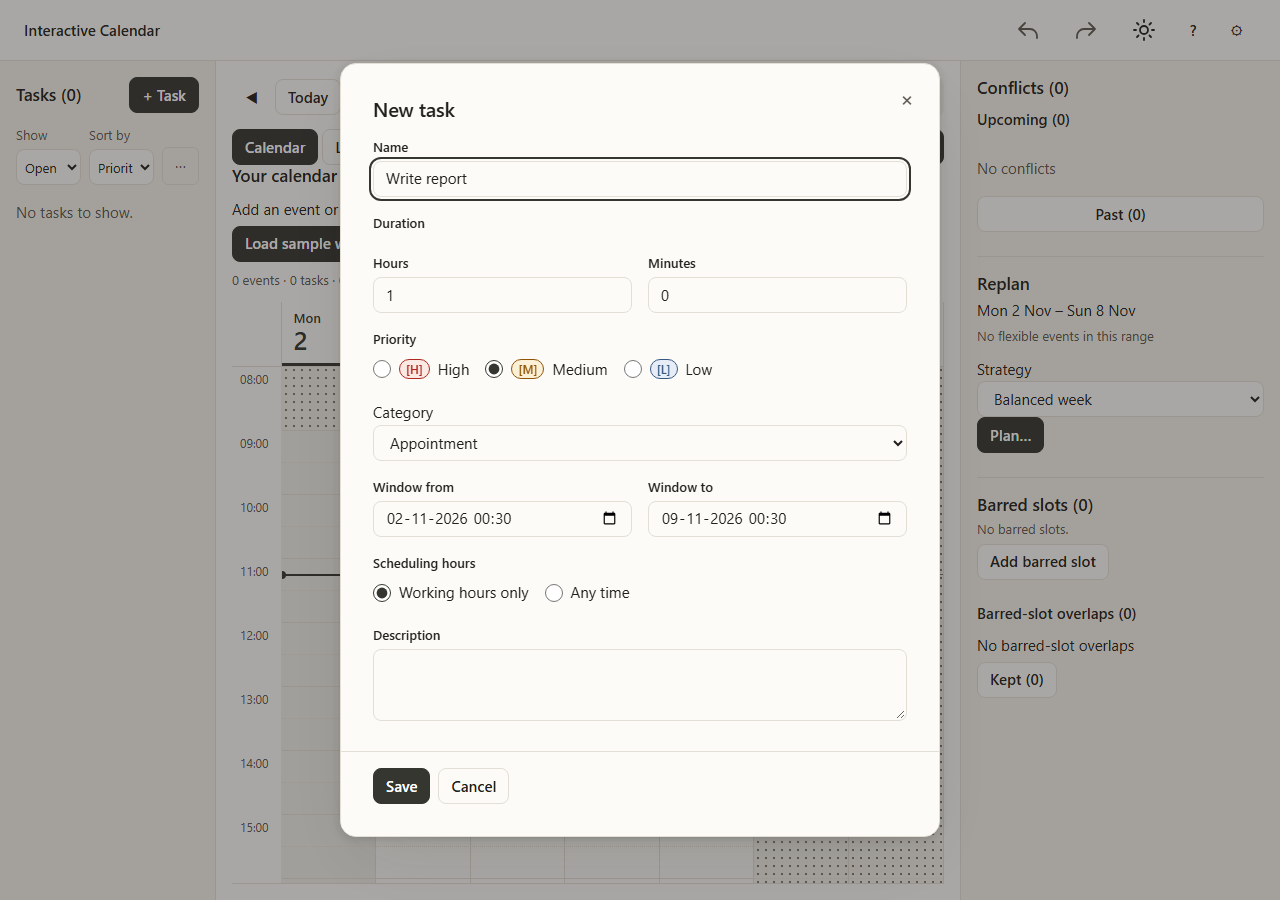 Interactive Calendar
?
Tasks (0)
+ Task
Show
Sort by
Open
Priorit
...
No tasks to show.
Today
Calendar
Your calendar
Add an event or
Load sample
0 events · 0 tasks ·
Mon
2
08:00
09:00
10:00
11:00
12:00
13:00
14:00
15:00
New task
×
Name
Write report
Duration
Hours
Minutes
1
0
Priority
[H] High
[M] Medium
[L] Low
Category
Appointment
Window from
Window to
02-11-2026 00:30
09-11-2026 00:30
Scheduling hours
Working hours only
Any time
Description
Save
Cancel
Conflicts (0)
Upcoming (0)
No conflicts
Past (0)
Replan
Mon 2 Nov – Sun 8 Nov
No flexible events in this range
Strategy
Balanced week
Plan...
Barred slots (0)
No barred slots.
Add barred slot
Barred-slot overlaps (0)
No barred-slot overlaps
Kept (0)